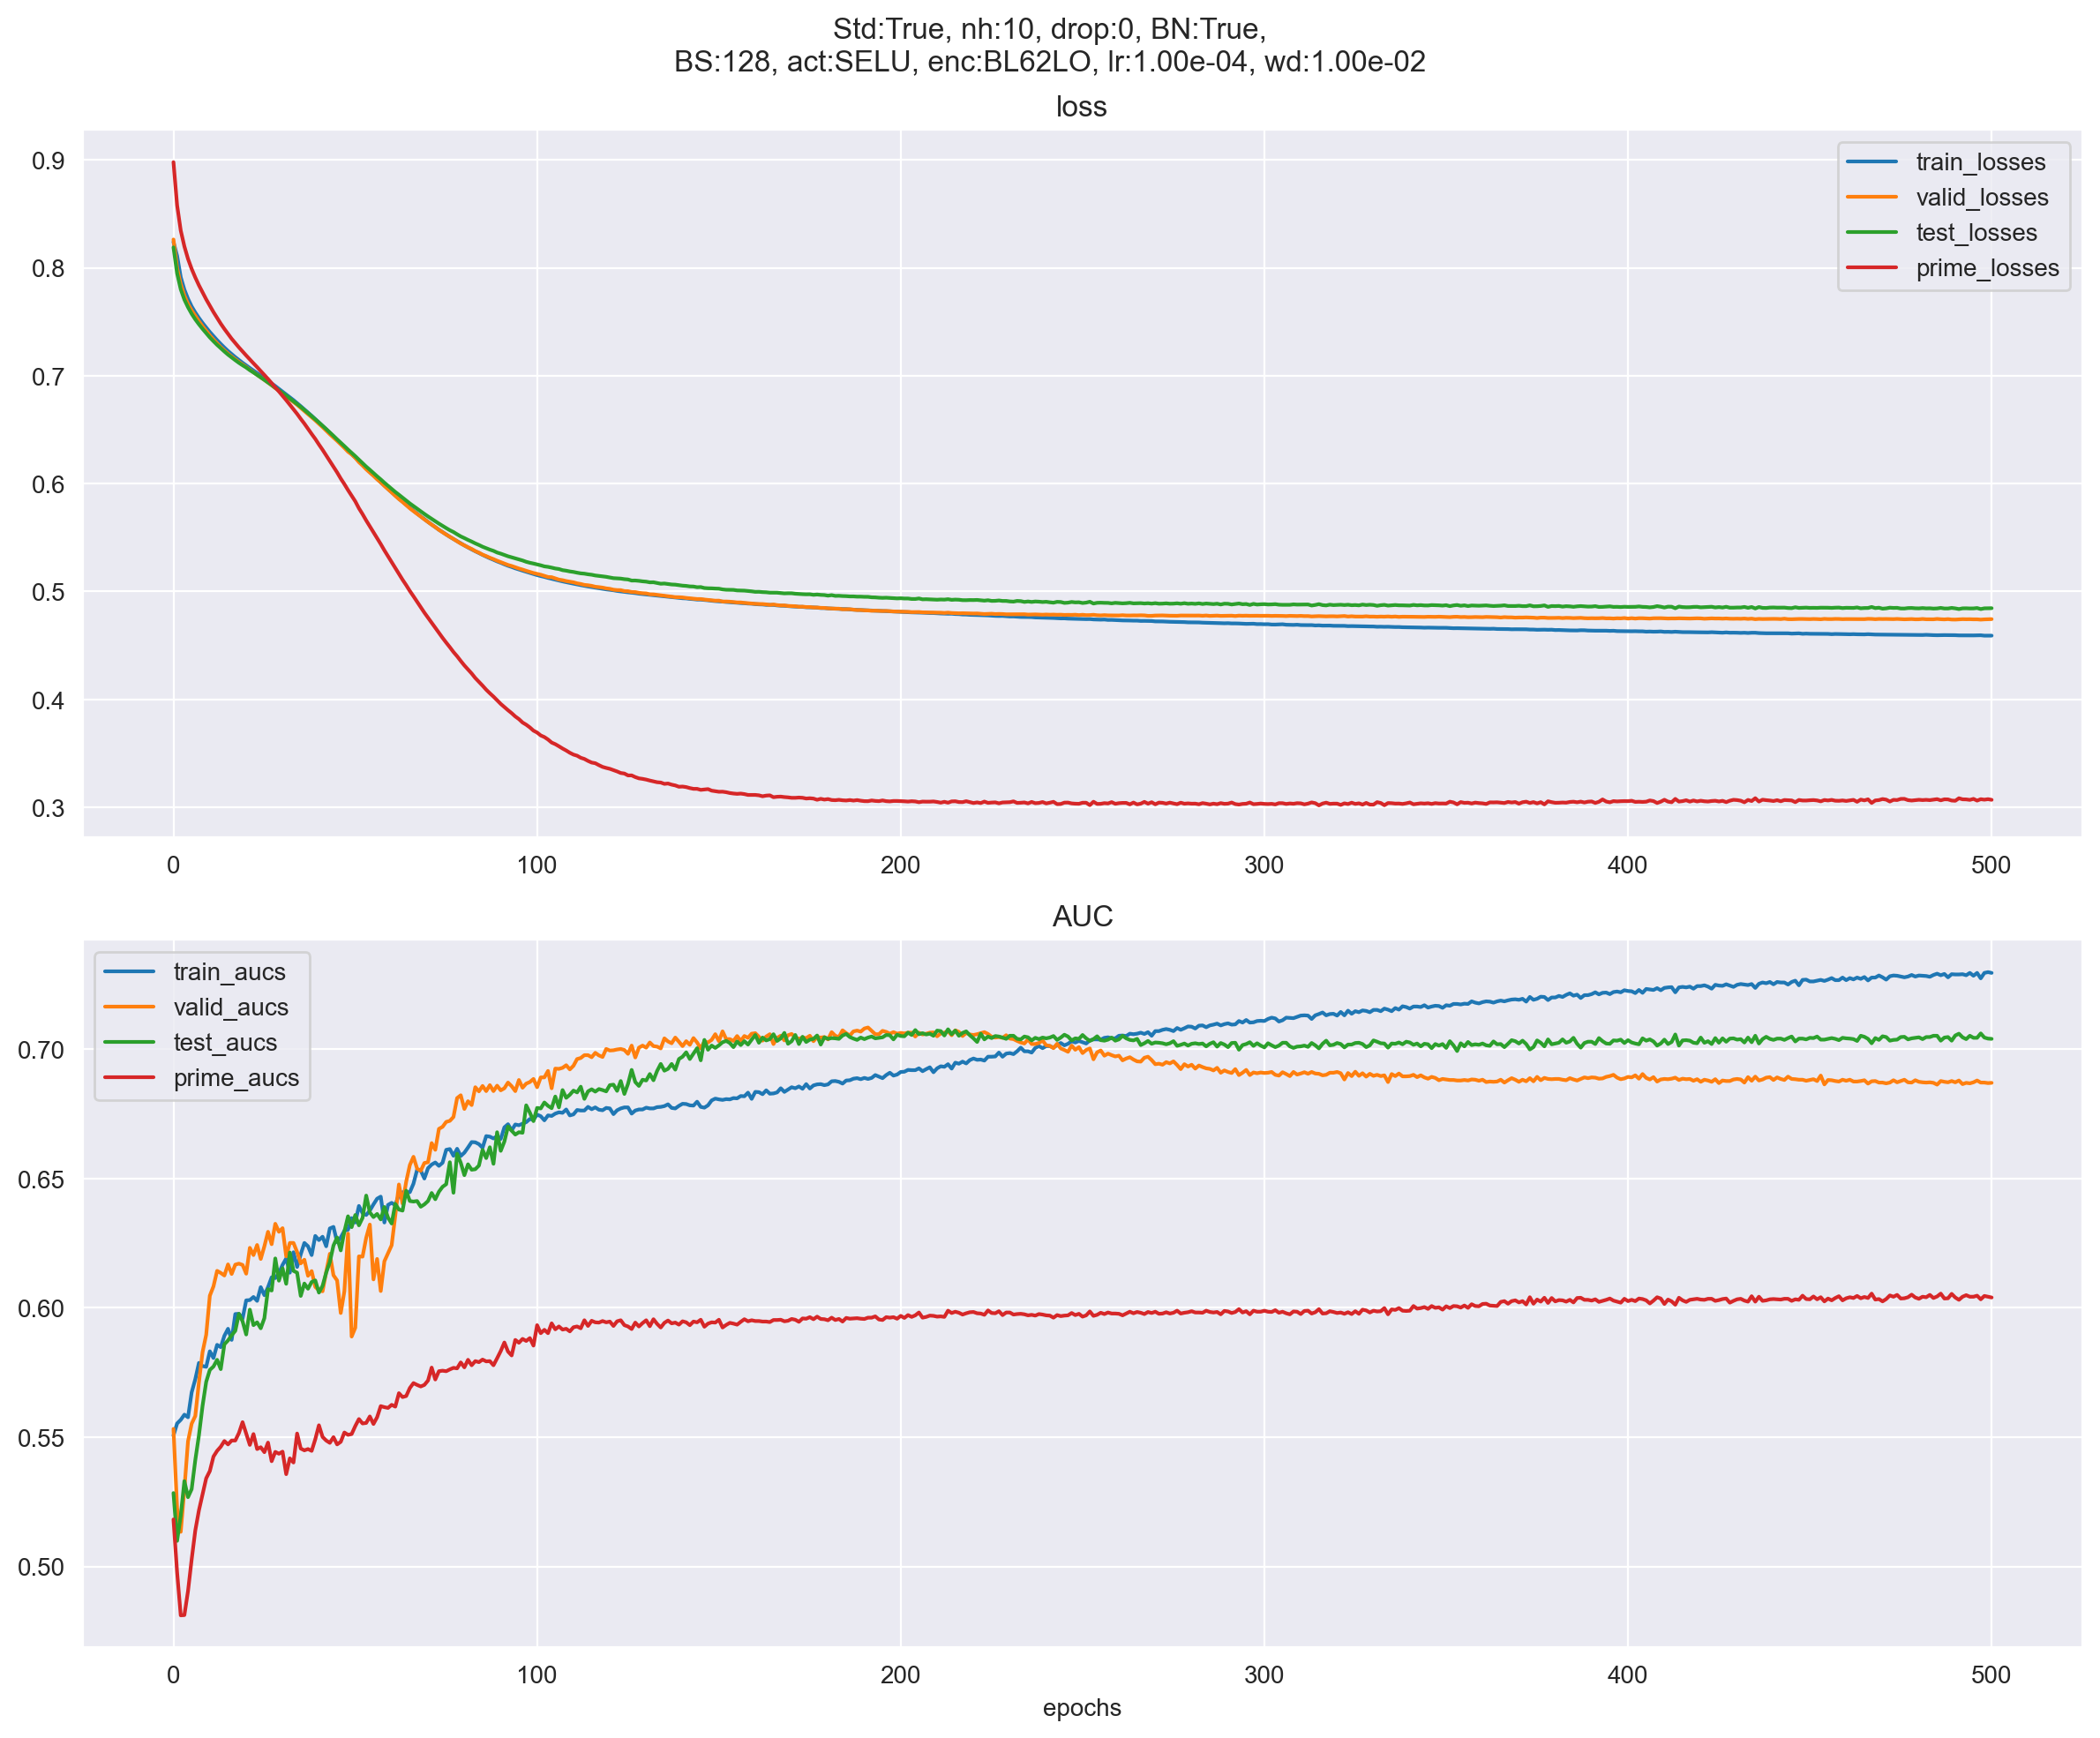 Std:True, nh:10, drop:0, BN:True,
BS:128, act:SELU, enc:BL62LO, lr:1.00e-04, wd:1.00e-02
loss
0.9
0.8
0.7
0.6
0.5
0.4
0.3
train_losses
valid_losses
test_losses
prime_losses
0 100 200 300 400 500
AUC
train_aucs
valid_aucs
test_aucs
prime_aucs
0.70
0.65
0.60
0.55
0.50
0 100 200 300 400 500
epochs